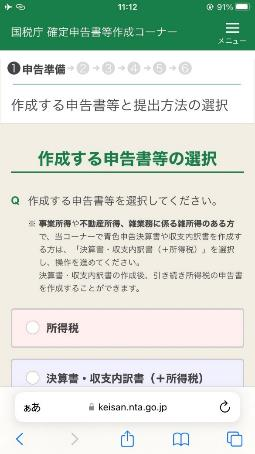 11:12
91%
国税庁 確定申告書等作成コーナー
メニュー
1 申告準備 2 3 4 5 6
作成する申告書等と提出方法の選択
作成する申告書等の選択
Q 作成する申告書等を選択してください。
※ 事業所得や不動産所得、雑業務に係る雑所得のある方
で、当コーナーで青色申告決算書や収支内訳書を作成す
る方は、「決算書・収支内訳書（＋所得税）」を選択
し、操作を進めてください。
決算書・収支内訳書の作成後、引き続き所得税の申告書
を作成することができます。
所得税
決算書・収支内訳書（＋所得税）
ぁあ keisan.nta.go.jp